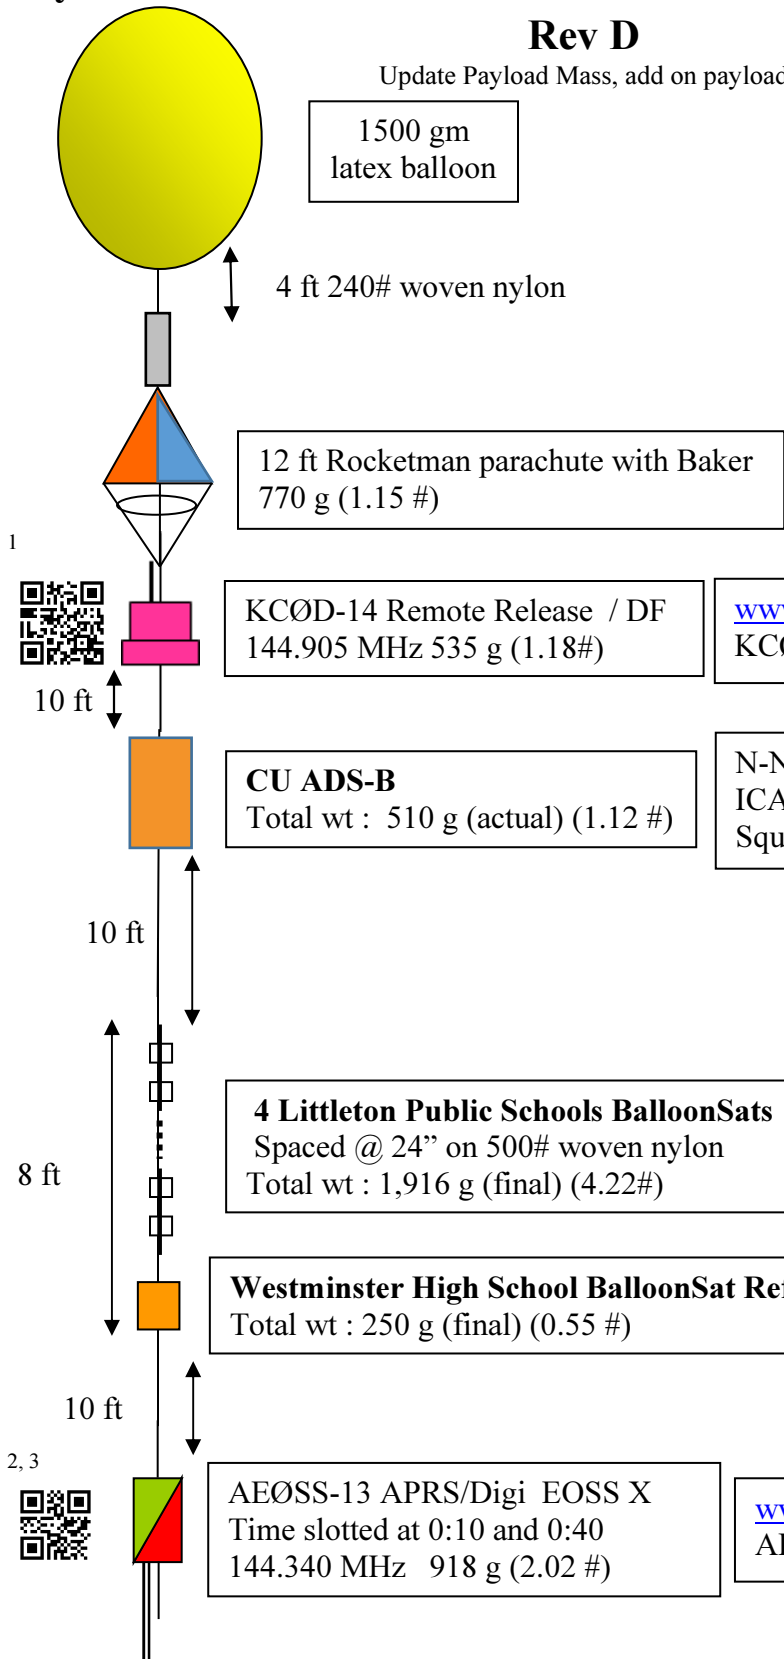 Rev D
Update Payload Mass, add on payload
1500 gm
latex balloon
4 ft 240# woven nylon
12 ft Rocketman parachute with Baker
770 g (1.15 #)
1
KCØD-14 Remote Release / DF
144.905 MHz 535 g (1.18#)
10 ft
CU ADS-B
Total wt : 510 g (actual) (1.12 #)
N-N
ICA
Squ
10 ft
4 Littleton Public Schools BalloonSats
Spaced @ 24” on 500# woven nylon
Total wt : 1,916 g (final) (4.22#)
8 ft
Westminster High School BalloonSat Ref
Total wt : 250 g (final) (0.55 #)
10 ft
2, 3
AEØSS-13 APRS/Digi EOSS X
Time slotted at 0:10 and 0:40
144.340 MHz 918 g (2.02 #)